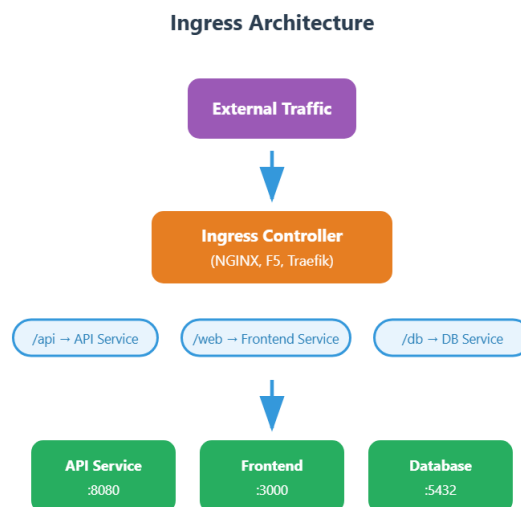 Ingress Architecture
External Traffic
Ingress Controller
(NGINX, F5, Traefik)
/api → API Service
/web → Frontend Service
/db → DB Service
API Service
:8080
Frontend
:3000
Database
:5432